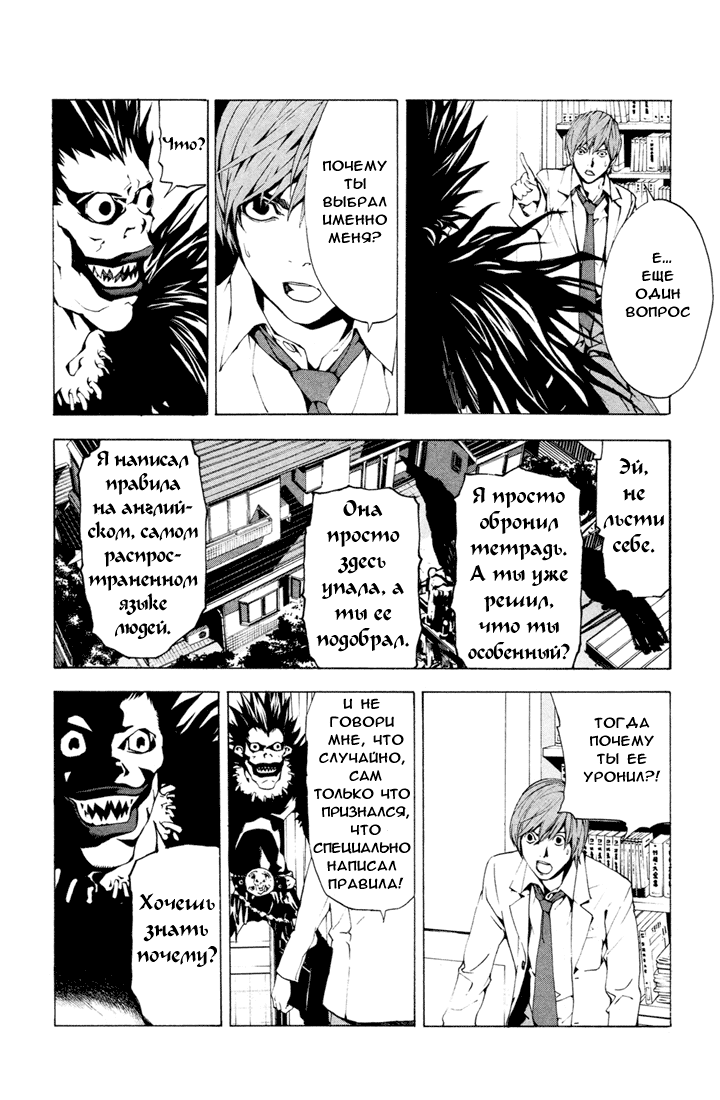 Е...
ЕЩЕ
ОДИН
ВОПРОС
ПОЧЕМУ
ТЫ
ВЫБРАЛ
ИМЕННО
МЕНЯ?
Что?
Эй,
не
льсти
себе.
Я просто
обронил
тетрадь.
А ты уже
решил,
что ты
особенный?
Она
просто
здесь
упала, а
ты ее
подобрал.
Я написал
правила
на англий-
ском, самом
распрос-
траненном
языке
людей.
ТОГДА
ПОЧЕМУ
ТЫ ЕЕ
УРОНИЛ?!
И НЕ
ГОВОРИ
МНЕ, ЧТО
СЛУЧАЙНО,
САМ
ТОЛЬКО ЧТО
ПРИЗНАЛСЯ,
ЧТО
СПЕЦИАЛЬНО
НАПИСАЛ
ПРАВИЛА!
Хочешь
знать
почему?